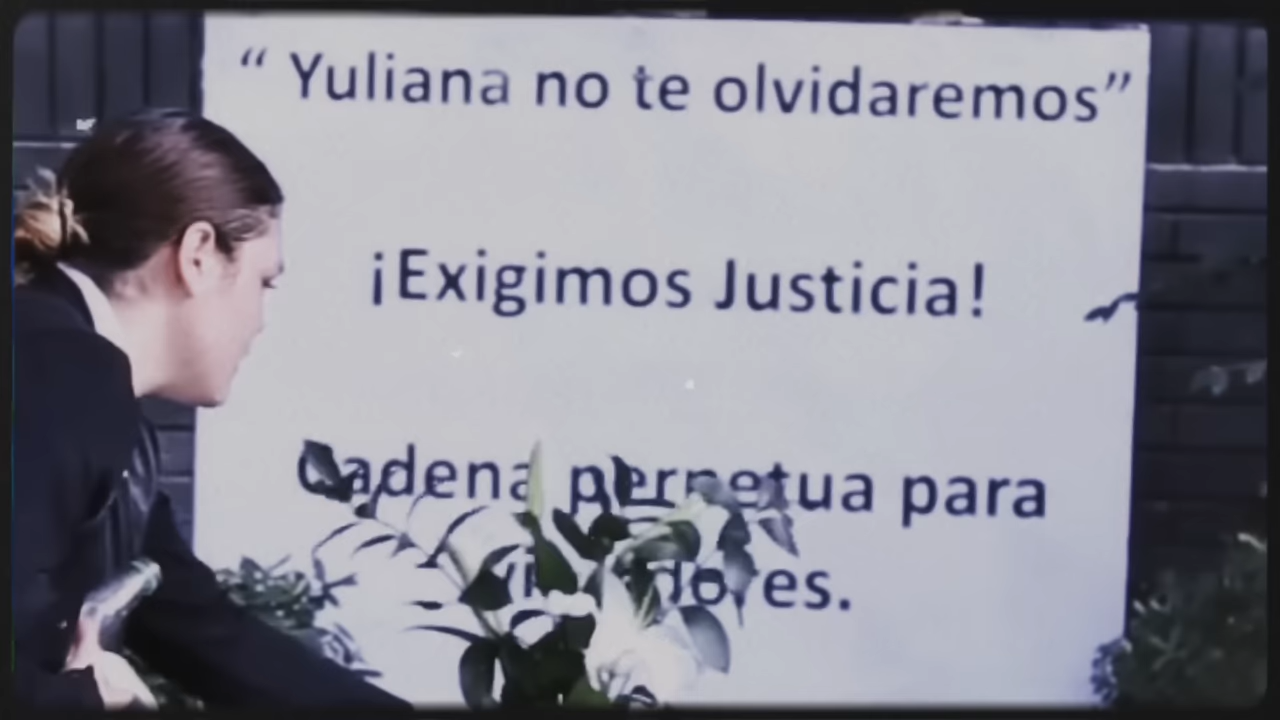 “ Yuliana no te olvidaremos”
¡Exigimos Justicia!
Cadena perpetua para